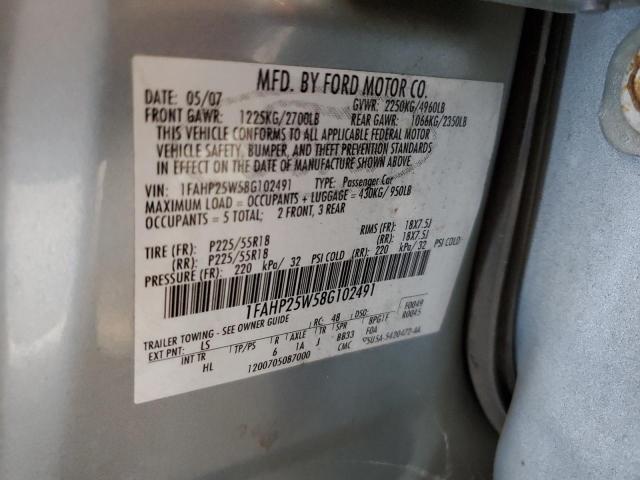 MFD. BY FORD MOTOR CO.
DATE: 05/07 GVWR: 2250KG/4960LB
FRONT GAWR: 1225KG/2700LB REAR GAWR: 1066KG/2350LB
THIS VEHICLE CONFORMS TO ALL APPLICABLE FEDERAL MOTOR
VEHICLE SAFETY, BUMPER, AND THEFT PREVENTION STANDARDS
IN EFFECT ON THE DATE OF MANUFACTURE SHOWN ABOVE.
VIN: 1FAHP25W58G102491 TYPE: Passenger Car
MAXIMUM LOAD = OCCUPANTS + LUGGAGE = 430KG/ 950LB
OCCUPANTS = 5 TOTAL; 2 FRONT, 3 REAR
TIRE (FR): P225/55R18 RIMS (FR): 18X7.5J
(RR): P225/55R18 (RR): 18X7.5J
PRESSURE (FR): 220 kPa/ 32 PSI COLD (RR): 220 kPa/ 32 PSI COLD
1FAHP25W58G102491
TRAILER TOWING - SEE OWNER GUIDE F0049
RC: 48 DSO: R0045
EXT PNT: LS TP/PS R AXLE TR SPR BPGIE
INT TR 6 1A J BB33 FOA
HL 1200705087000 CMC